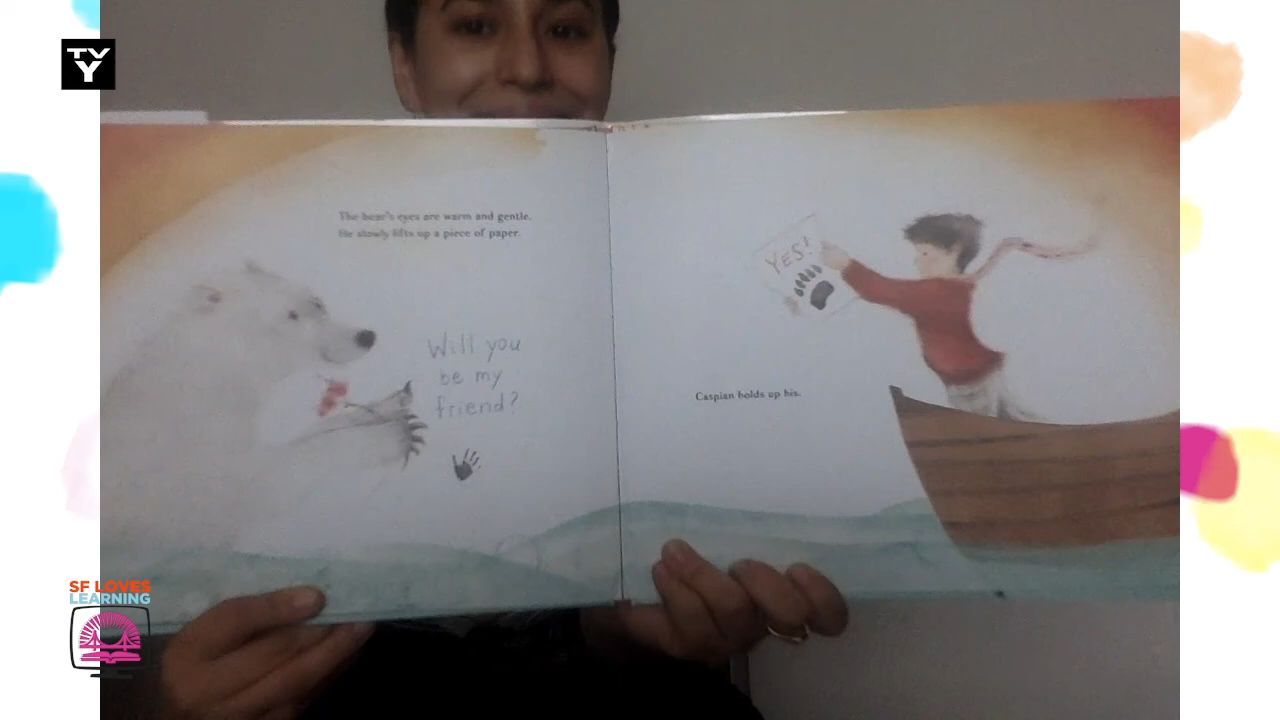 TV
Y
The bear's eyes are warm and gentle.
He slowly lifts up a piece of paper.
Will you
be my
friend?
YES!
Caspian holds up his.
SF LOVES
LEARNING